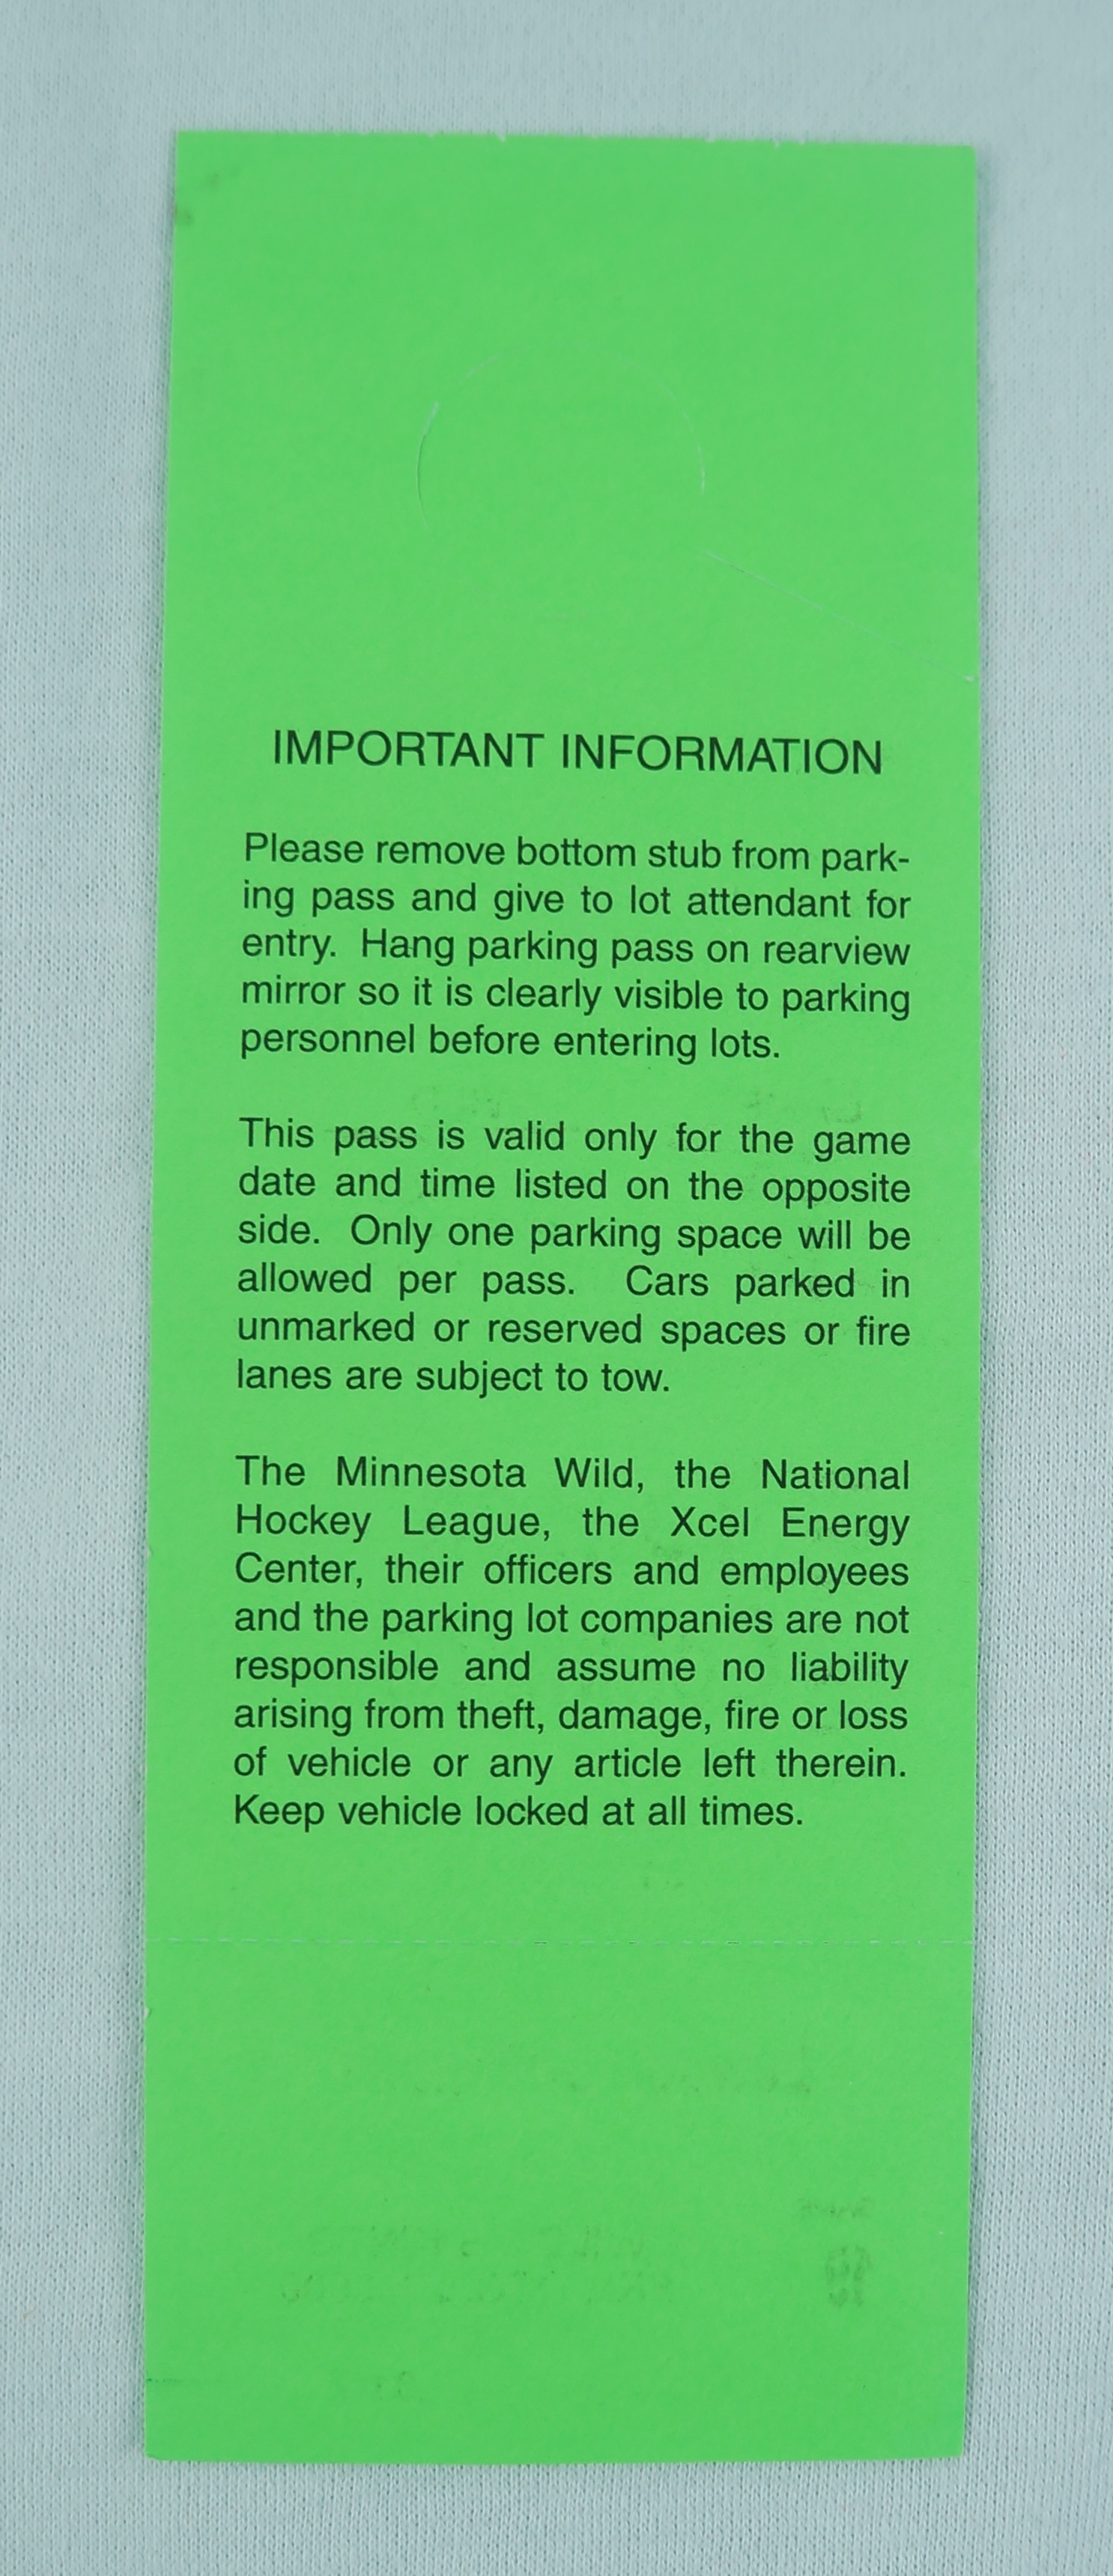 IMPORTANT INFORMATION
Please remove bottom stub from park-
ing pass and give to lot attendant for
entry.  Hang parking pass on rearview
mirror so it is clearly visible to parking
personnel before entering lots.
This pass is valid only for the game
date and time listed on the opposite
side.  Only one parking space will be
allowed per pass.  Cars parked in
unmarked or reserved spaces or fire
lanes are subject to tow.
The Minnesota Wild, the National
Hockey League, the Xcel Energy
Center, their officers and employees
and the parking lot companies are not
responsible and assume no liability
arising from theft, damage, fire or loss
of vehicle or any article left therein.
Keep vehicle locked at all times.